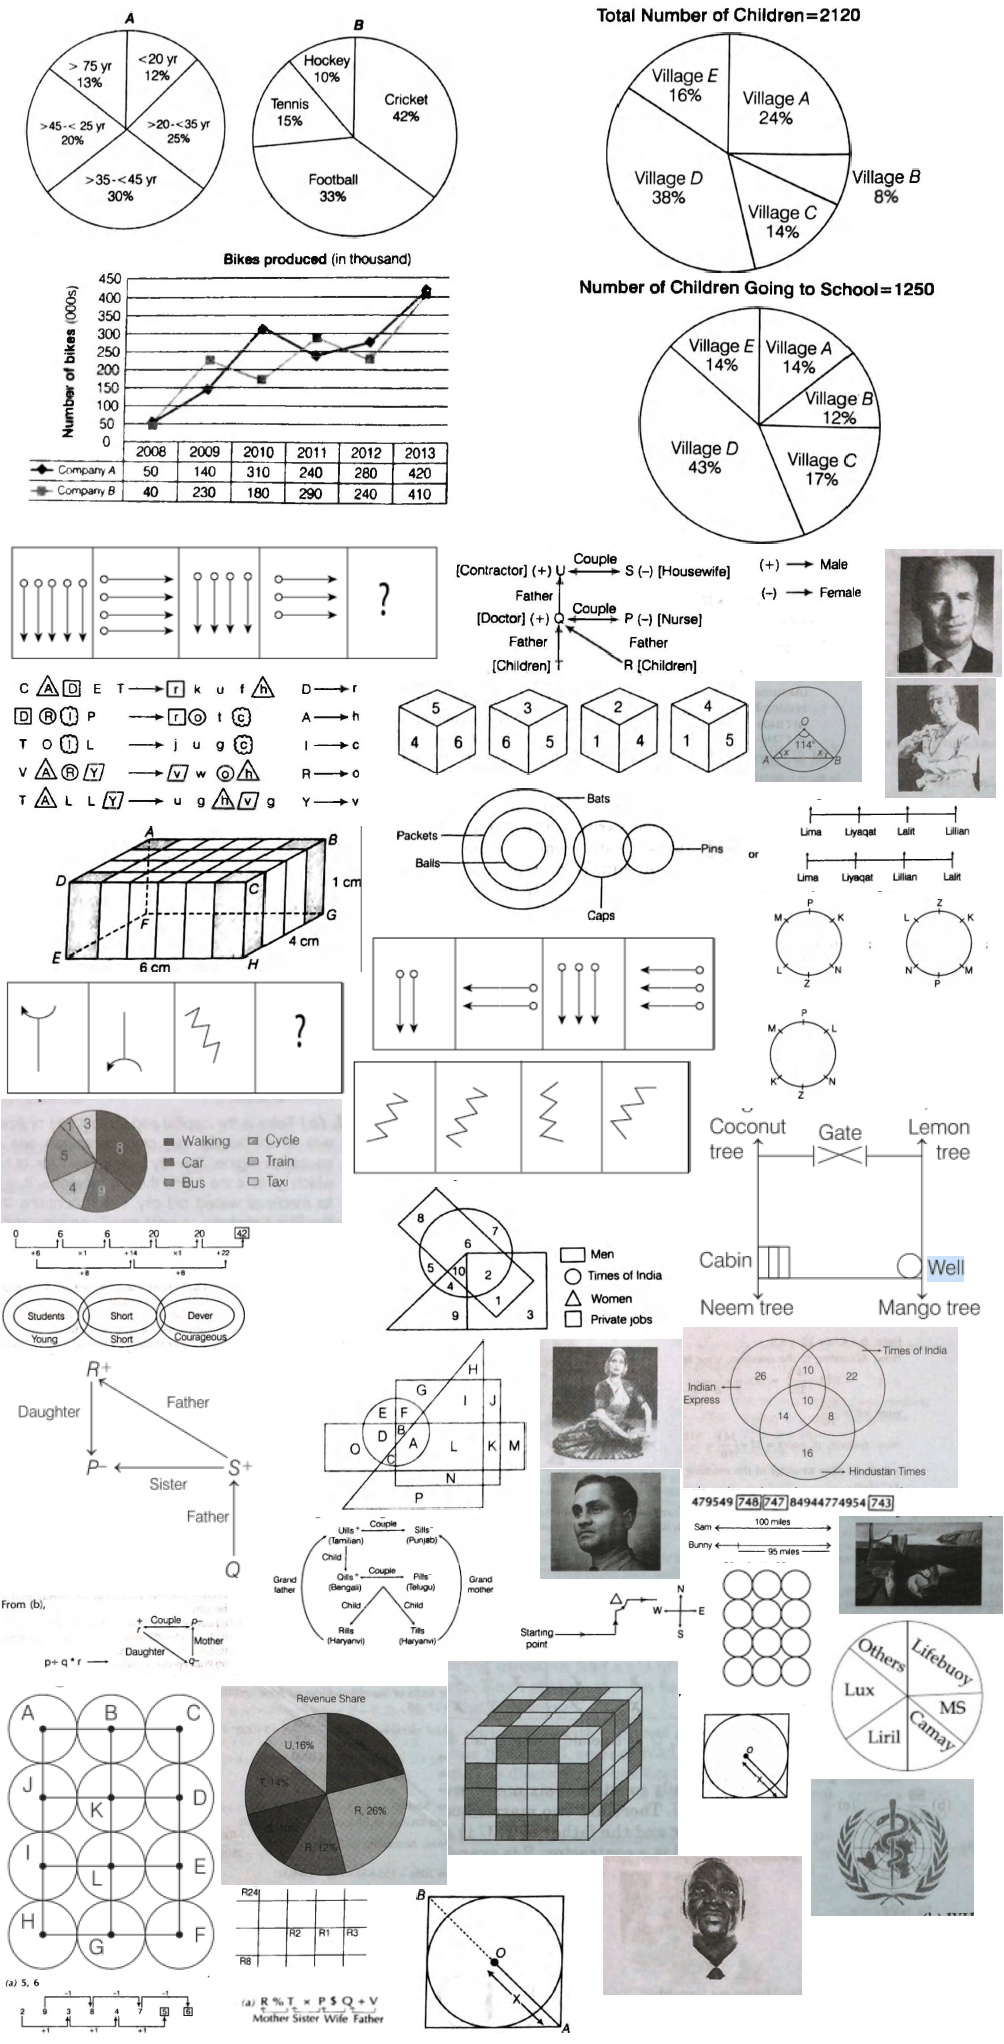 A
> 75 yr
13%
<20 yr
12%
>45-< 25 yr
20%
>20-<35 yr
25%
>35-<45 yr
30%
B
Hockey
10%
Tennis
15%
Cricket
42%
Football
33%
Total Number of Children=2120
Village E
16%
Village A
24%
Village D
38%
Village B
8%
Village C
14%
Bikes produced (in thousand)
Number of bikes (000s)
450
400
350
300
250
200
150
100
50
0
2008 2009 2010 2011 2012 2013
Company A 50 140 310 240 280 420
Company B 40 230 180 290 240 410
Number of Children Going to School=1250
Village E
14%
Village A
14%
Village B
12%
Village D
43%
Village C
17%
?
[Contractor] (+) U Couple S (-) [Housewife]
Father
[Doctor] (+) Q Couple P (-) [Nurse]
Father Father
[Children] T R [Children]
(+) Male
(-) Female
C A D E T r k u f h D r
D R I P r o t c A h
T O I L j u g c I c
V A R Y v w o h R o
T A L L Y u g h v g Y v
5 4 6
3 6 5
2 1 4
4 1 5
O
114°
A x x B
Bats
Packets
Balls
Pins
Caps
Lima Liyaqat Lalit Lillian
or
Lima Liyaqat Lillian Lalit
A B
D C
1 cm
F G
4 cm
E H
6 cm
P
M K
L N
Z
;
Z
L K
N M
P
;
P
M L
K N
Z
?
1 3
5 8
4 9
Walking Cycle
Car Train
Bus Taxi
Coconut tree
Gate
Lemon tree
Cabin
Well
Neem tree
Mango tree
0 6 6 20 20 42
+6 ×1 +14 ×1 +22
+8 +8
Students Short Dever
Young Short Courageous
8 7
6
5 10 2
4
9 1 3
Men
Times of India
Women
Private jobs
R+
Daughter Father
P- Sister S+
Father
Q
H
G I J
E F
D B
O C A L K M
N
P
26 10 22
10
14 8
16
Indian Express
Times of India
Hindustan Times
479549 748 747 84944774954 743
Sam 100 miles
Bunny 95 miles
Uills+ Couple Sills-
(Tamilian) (Punjab)
Child
Grand father
Qills+ Couple Pills-
(Bengali) (Telugu)
Grand mother
Child Child
Rills Tills
(Haryanvi) (Haryanvi)
Starting point
N
W E
S
From (b),
+ Couple p-
r
Daughter Mother
p÷ q * r q-
Others
Lifebuoy
Lux
MS
Liril
Camay
A B C
J K D
I L E
H G F
Revenue Share
U,16%
T, 14%
R, 26%
R, 12%
o
R24
R2 R1 R3
R8
B
O
X
A
(a) 5, 6
-1 -1 -1
2 9 3 8 4 7 5 6
+1 +1 +1
(a) R % T × P $ Q ÷ V
Mother Sister Wife Father